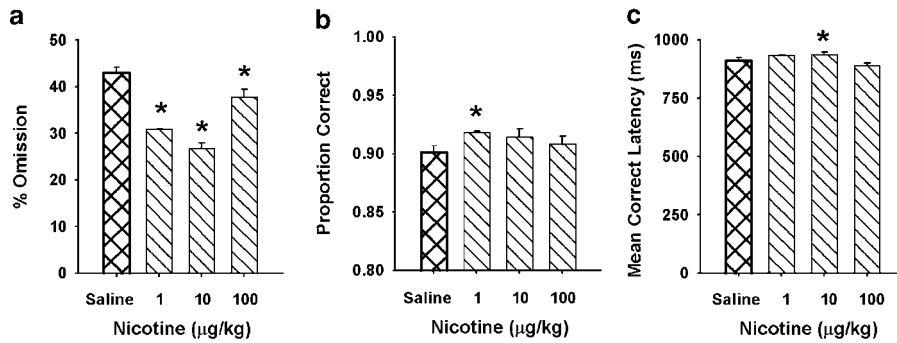 a
% Omission
50
40
30
20
10
0
* * *
Saline 1 10 100
Nicotine (μg/kg)
b
Proportion Correct
1.00
0.95
0.90
0.85
0.80
*
Saline 1 10 100
Nicotine (μg/kg)
c
Mean Correct Latency (ms)
1000
750
500
250
0
*
Saline 1 10 100
Nicotine (μg/kg)